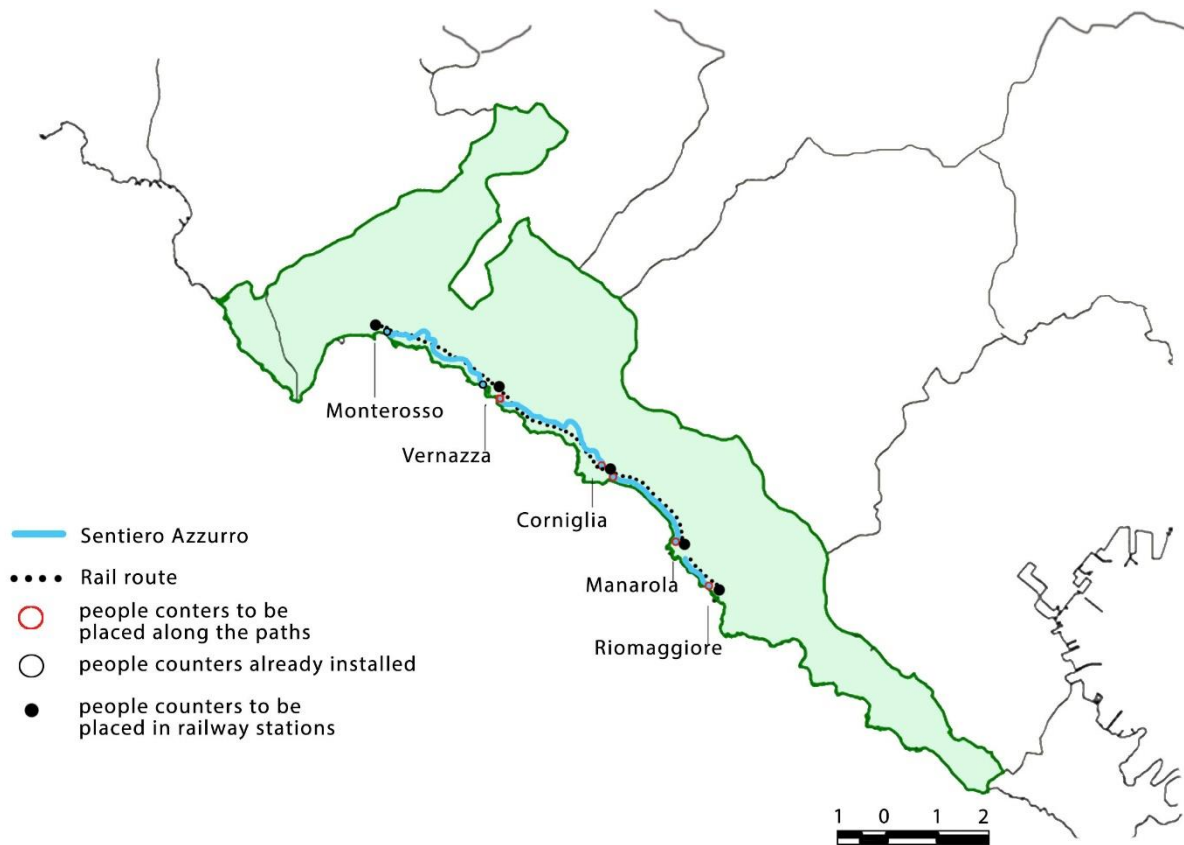 Monterosso
Vernazza
Corniglia
Manarola
Riomaggiore
Sentiero Azzurro
Rail route
people conters to be
placed along the paths
people counters already installed
people counters to be
placed in railway stations
1 0 1 2